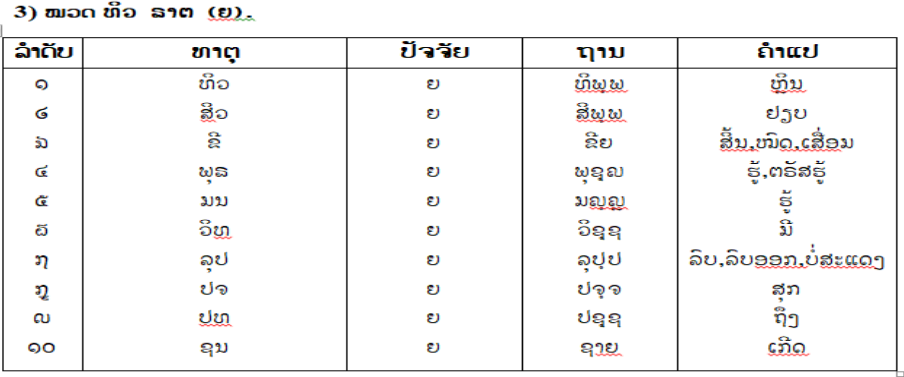 3) ໝວດ ທິວ ຘາຕ (ຍ).
ລຳດັບ ທາຕຸ ປັຈຈັຍ ຖານ ຄຳແປ
໑ ທິວ ຍ ທິພ຺ພ ຫຼິນ
໒ ສິວ ຍ ສິພ຺ພ ຢຽບ
໓ ຂີ ຍ ຂີຍ ສິ້ນ,ໝົດ,ເສື່ອມ
໔ ພຸຘ ຍ ພຸຊ຺ຌ ຮູ້,ຕຣັສຮູ້
໕ ມນ ຍ ມຎ຺ຎ ຮູ້
໖ ວິທ ຍ ວິຊ຺ຊ ມີ
໗ ລຸປ ຍ ລຸປ຺ປ ລົບ,ລົບອອກ,ບໍ່ສະແດງ
໘ ປຈ ຍ ປຈ຺ຈ ສຸກ
໙ ປທ ຍ ປຊ຺ຊ ຖຶງ
໑໐ ຊນ ຍ ຊາຍ ເກີດ